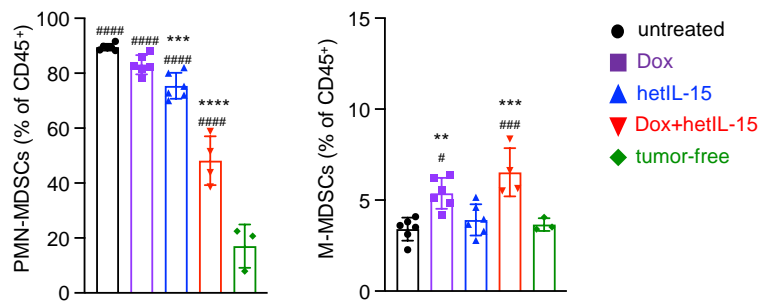 PMN-MDSCs (% of CD45⁺)
100
80
60
40
20
0
####
####
***
####
****
####
M-MDSCs (% of CD45⁺)
15
10
5
0
**
#
***
###
untreated
Dox
hetIL-15
Dox+hetIL-15
tumor-free